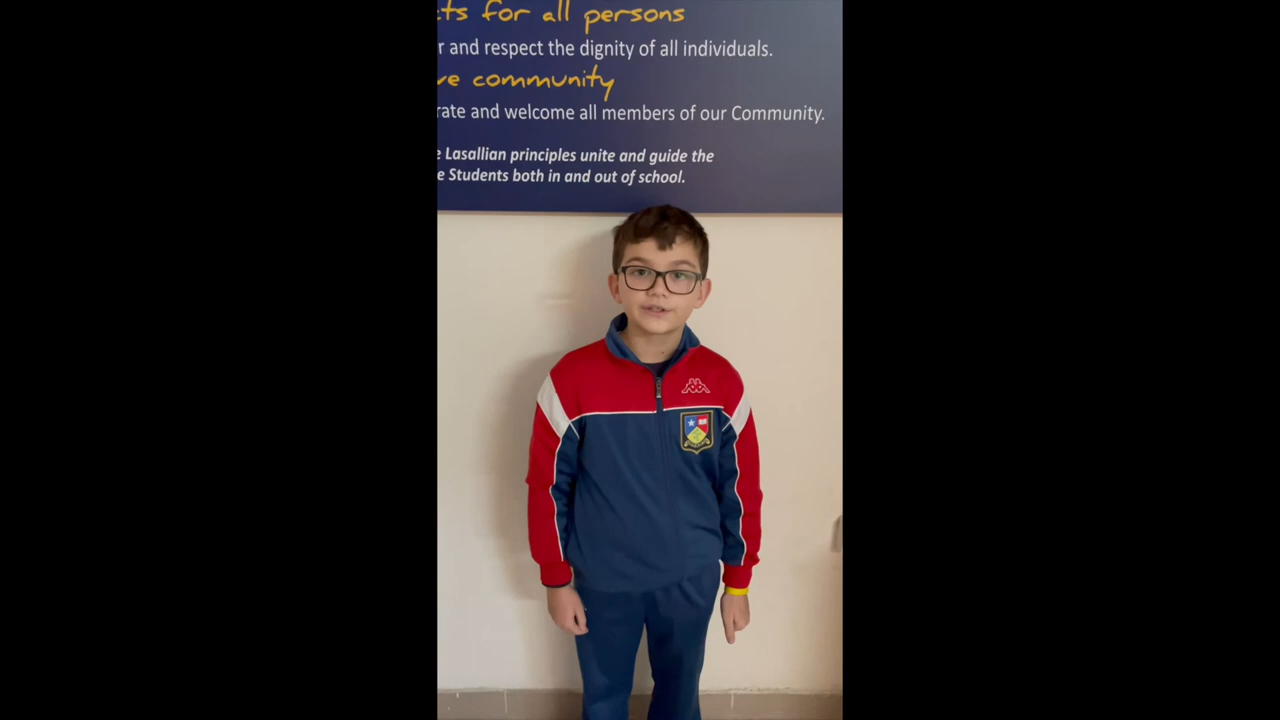 ts for all persons
r and respect the dignity of all individuals.
ve community
rate and welcome all members of our Community.
e Lasallian principles unite and guide the
e Students both in and out of school.